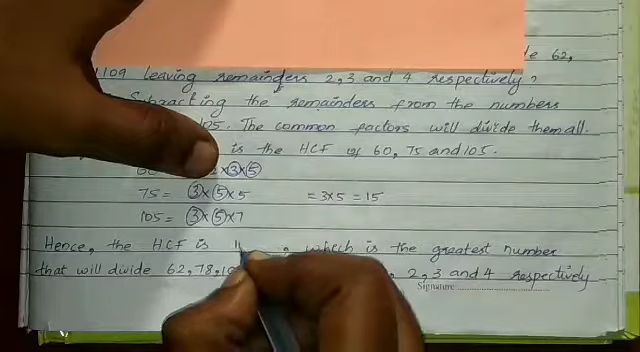 62,
109 leaving remainders 2,3 and 4 respectively?
Subracting the remainders from the numbers
105. The common factors will divide them all.
is the HCF of 60, 75 and 105.
×③×⑤
75 = ③×⑤×5 =3×5 =15
105 = ③×⑤×7
Hence, the HCF is , which is the greatest number
that will divide 62,78,10 2,3 and 4 respectively
Signature